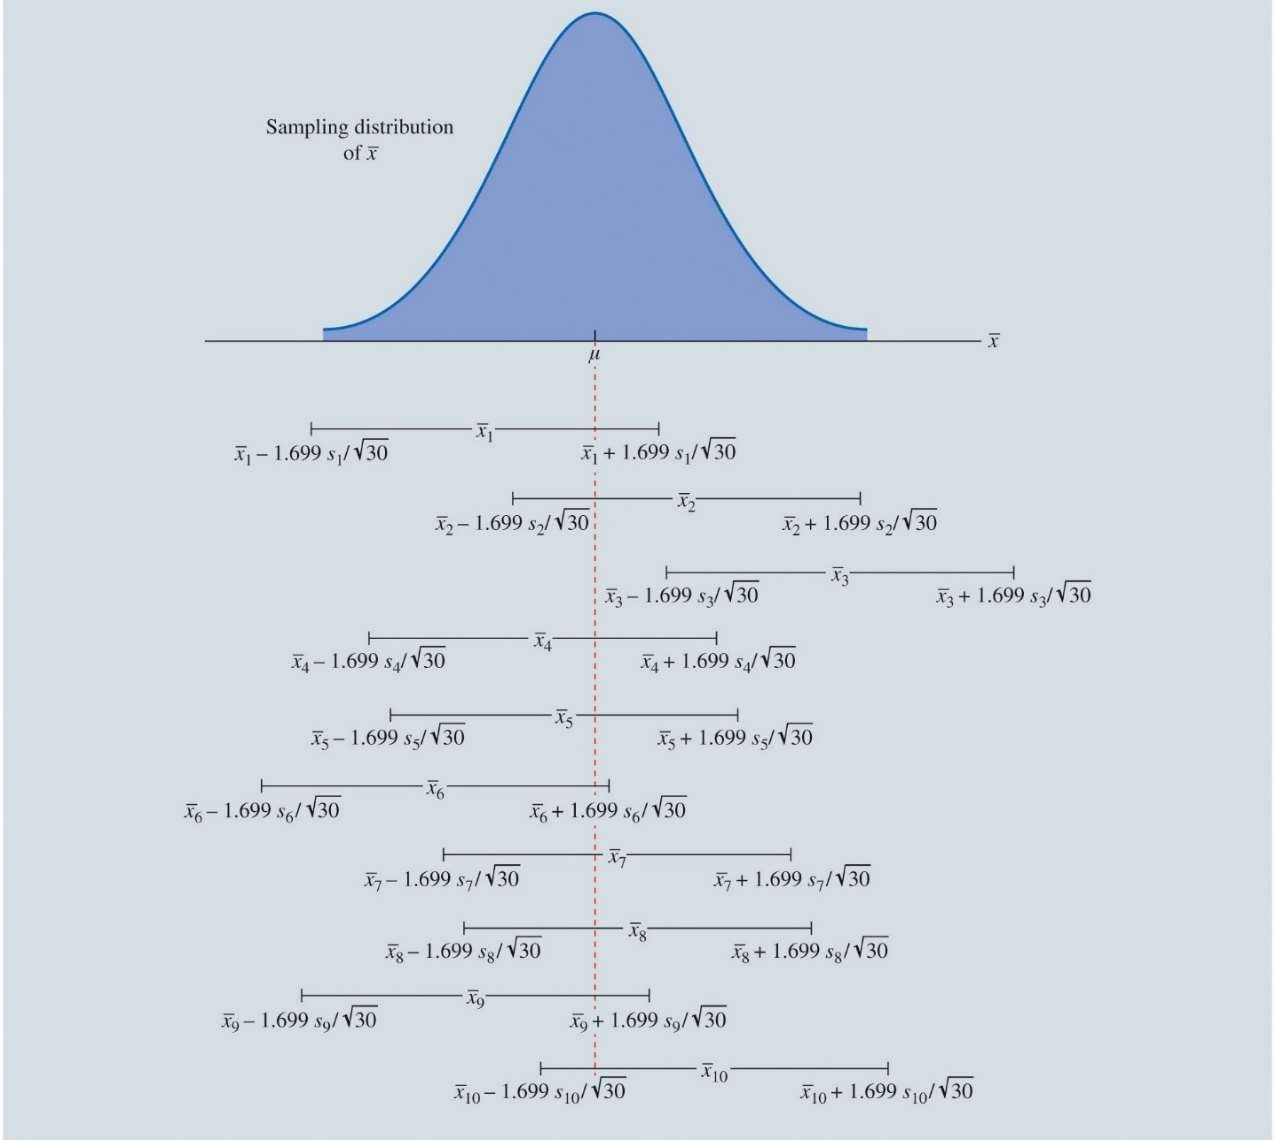 Sampling distribution
of x̄
x̄
μ
x̄₁
x̄₁ – 1.699 s₁/√30 x̄₁ + 1.699 s₁/√30
x̄₂
x̄₂ – 1.699 s₂/√30 x̄₂ + 1.699 s₂/√30
x̄₃
x̄₃ – 1.699 s₃/√30 x̄₃ + 1.699 s₃/√30
x̄₄
x̄₄ – 1.699 s₄/√30 x̄₄ + 1.699 s₄/√30
x̄₅
x̄₅ – 1.699 s₅/√30 x̄₅ + 1.699 s₅/√30
x̄₆
x̄₆ – 1.699 s₆/√30 x̄₆ + 1.699 s₆/√30
x̄₇
x̄₇ – 1.699 s₇/√30 x̄₇ + 1.699 s₇/√30
x̄₈
x̄₈ – 1.699 s₈/√30 x̄₈ + 1.699 s₈/√30
x̄₉
x̄₉ – 1.699 s₉/√30 x̄₉ + 1.699 s₉/√30
x̄₁₀
x̄₁₀ – 1.699 s₁₀/√30 x̄₁₀ + 1.699 s₁₀/√30